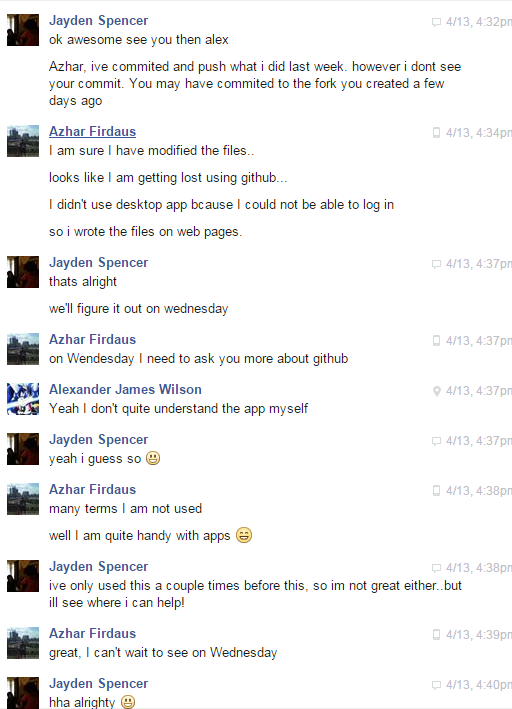 Jayden Spencer 4/13, 4:32pm
ok awesome see you then alex
Azhar, ive commited and push what i did last week. however i dont see
your commit. You may have commited to the fork you created a few
days ago
Azhar Firdaus 4/13, 4:34pm
I am sure I have modified the files..
looks like I am getting lost using github...
I didn't use desktop app bcause I could not be able to log in
so i wrote the files on web pages.
Jayden Spencer 4/13, 4:37pm
thats alright
we'll figure it out on wednesday
Azhar Firdaus 4/13, 4:37pm
on Wendesday I need to ask you more about github
Alexander James Wilson 4/13, 4:37pm
Yeah I don't quite understand the app myself
Jayden Spencer 4/13, 4:37pm
yeah i guess so 😃
Azhar Firdaus 4/13, 4:38pm
many terms I am not used
well I am quite handy with apps 😄
Jayden Spencer 4/13, 4:38pm
ive only used this a couple times before this, so im not great either..but
ill see where i can help!
Azhar Firdaus 4/13, 4:39pm
great, I can't wait to see on Wednesday
Jayden Spencer 4/13, 4:40pm
hha alrighty 😃